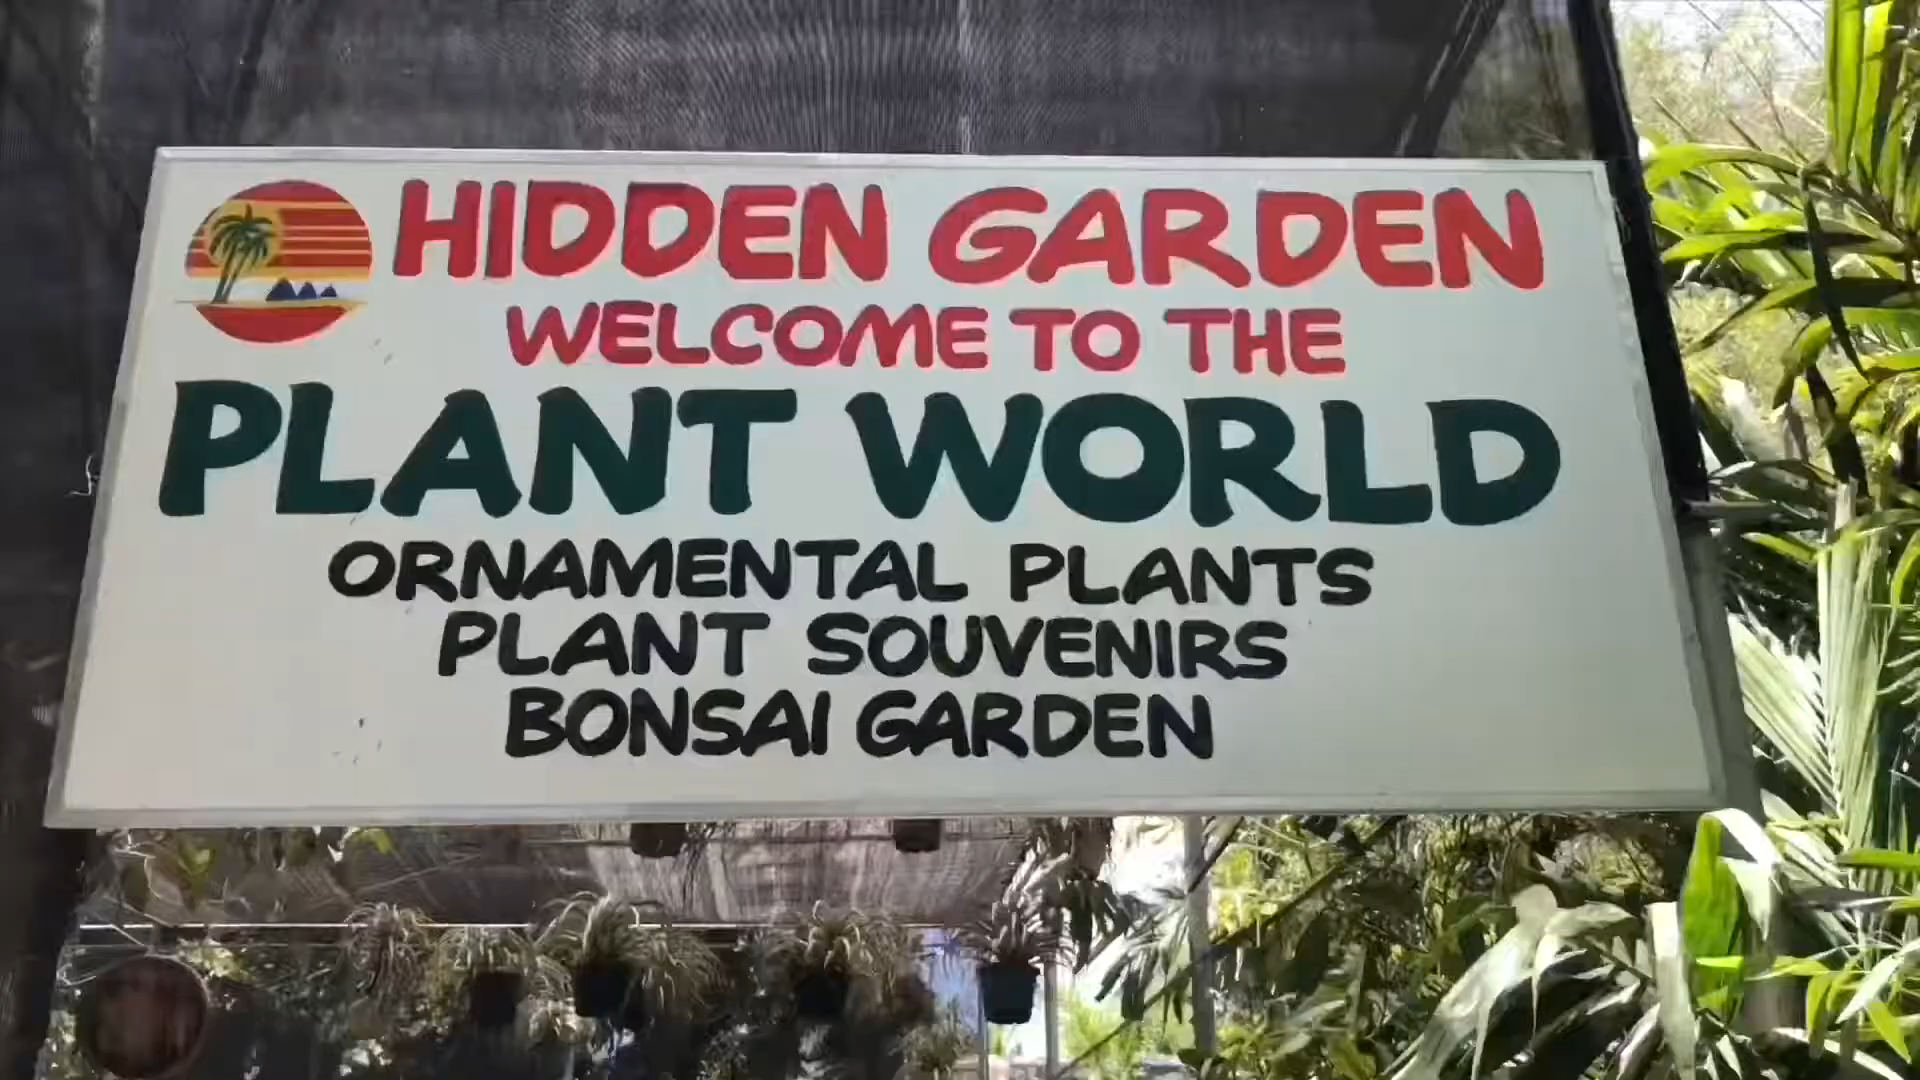 HIDDEN GARDEN
WELCOME TO THE
PLANT WORLD
ORNAMENTAL PLANTS
PLANT SOUVENIRS
BONSAI GARDEN